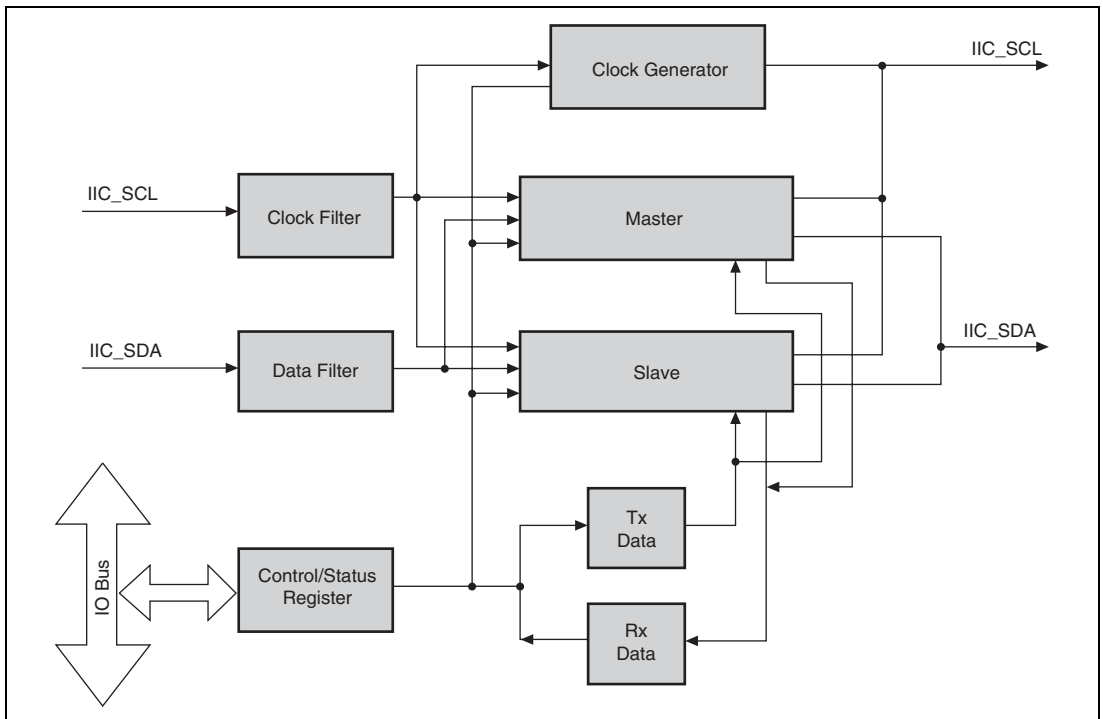 IIC_SCL
Clock Generator
IIC_SCL
Clock Filter
Master
IIC_SDA
Data Filter
Slave
IIC_SDA
Tx
Data
IO Bus
Control/Status
Register
Rx
Data